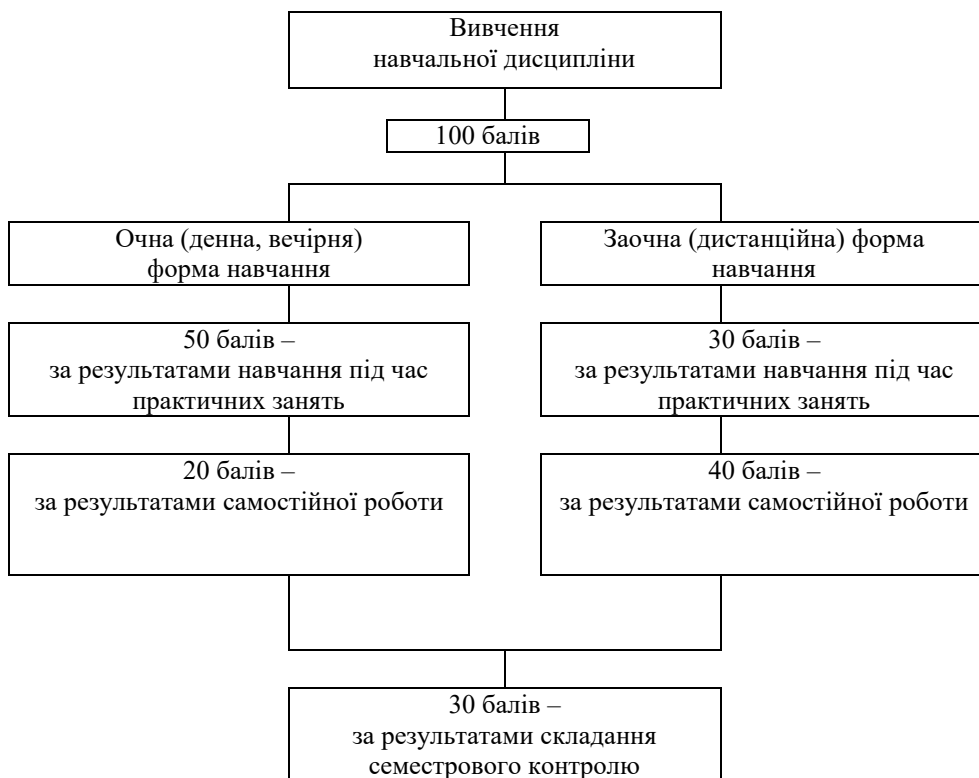 Вивчення
навчальної дисципліни
100 балів
Очна (денна, вечірня)
форма навчання
Заочна (дистанційна) форма
навчання
50 балів –
за результатами навчання під час
практичних занять
30 балів –
за результатами навчання під час
практичних занять
20 балів –
за результатами самостійної роботи
40 балів –
за результатами самостійної роботи
30 балів –
за результатами складання
семестрового контролю